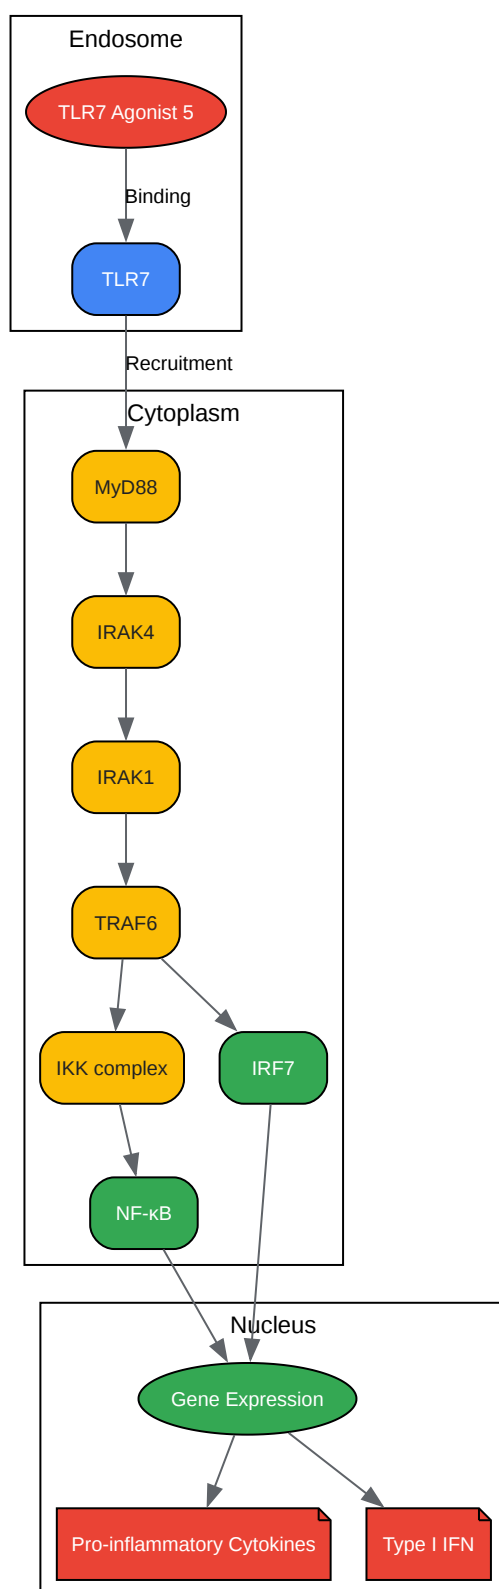 Endosome
TLR7 Agonist 5
Binding
TLR7
Recruitment
Cytoplasm
MyD88
IRAK4
IRAK1
TRAF6
IKK complex
IRF7
NF-κB
Nucleus
Gene Expression
Pro-inflammatory Cytokines
Type I IFN